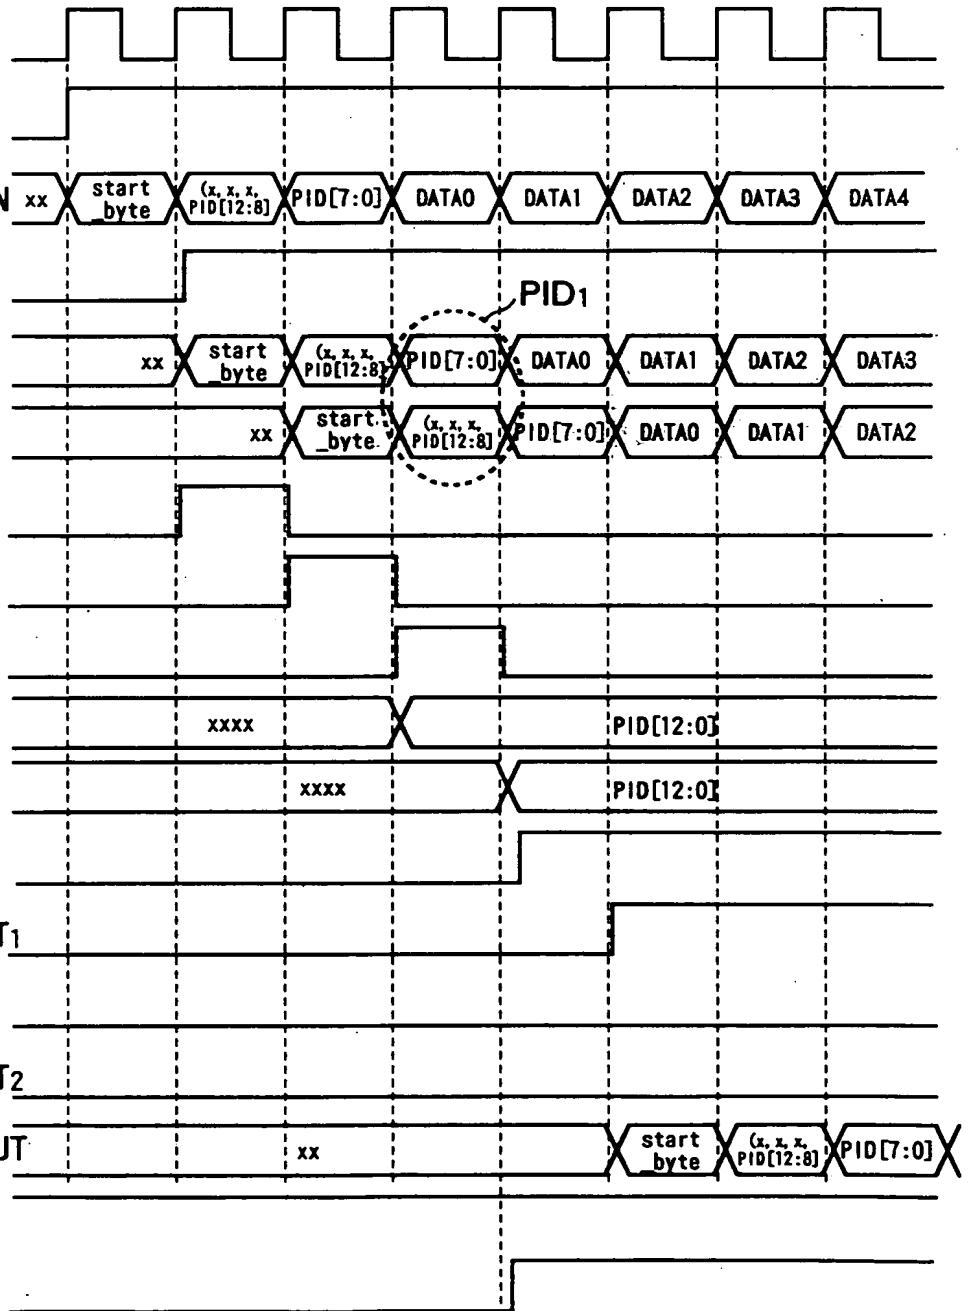 N xx start _byte (x, x, x, PID[12:8] PID[7:0] DATA0 DATA1 DATA2 DATA3 DATA4
PID1
xx start _byte (x, x, x, PID[12:8] PID[7:0] DATA0 DATA1 DATA2 DATA3
xx start _byte (x, x, x, PID[12:8] PID[7:0] DATA0 DATA1 DATA2
xxxx PID[12:0]
xxxx PID[12:0]
T1
T2
UT xx start _byte (x, x, x, PID[12:8] PID[7:0]